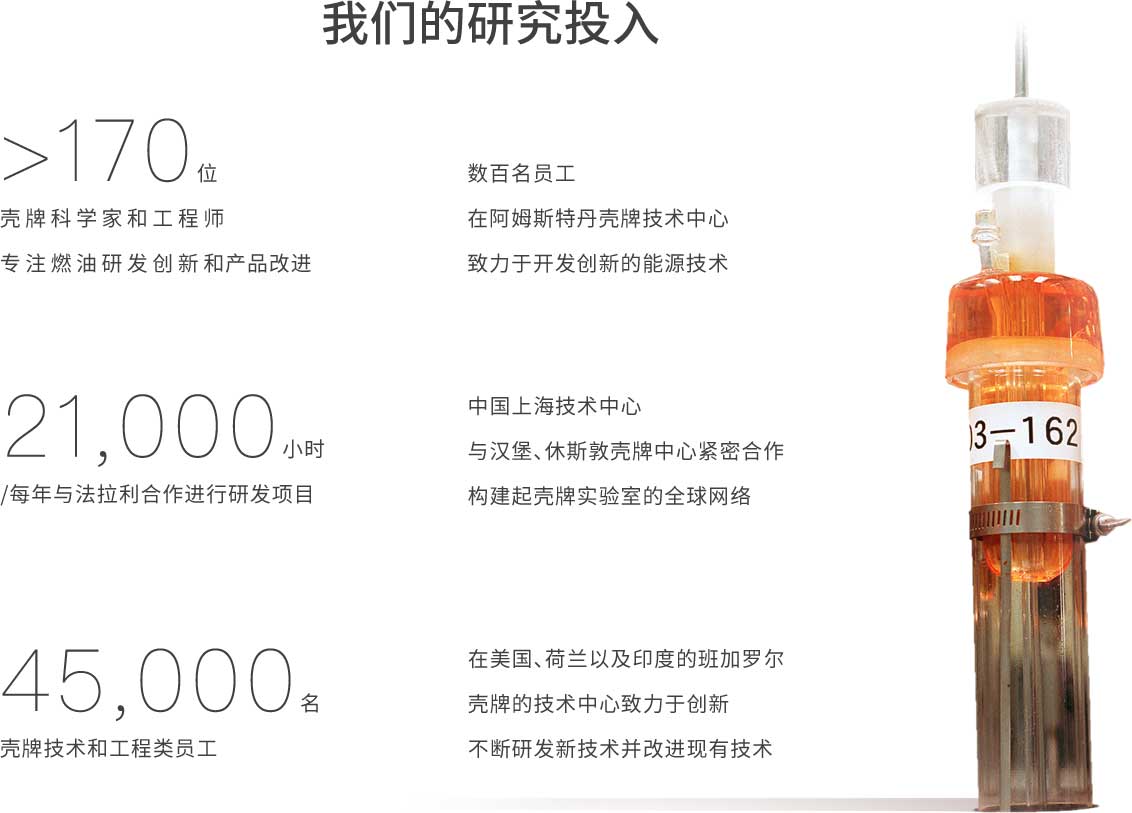 我们的研究投入
>170位
壳牌科学家和工程师
专注燃油研发创新和产品改进
数百名员工
在阿姆斯特丹壳牌技术中心
致力于开发创新的能源技术
21,000小时
/每年与法拉利合作进行研发项目
中国上海技术中心
与汉堡、休斯敦壳牌中心紧密合作
构建起壳牌实验室的全球网络
45,000名
壳牌技术和工程类员工
在美国、荷兰以及印度的班加罗尔
壳牌的技术中心致力于创新
不断研发新技术并改进现有技术
03-162